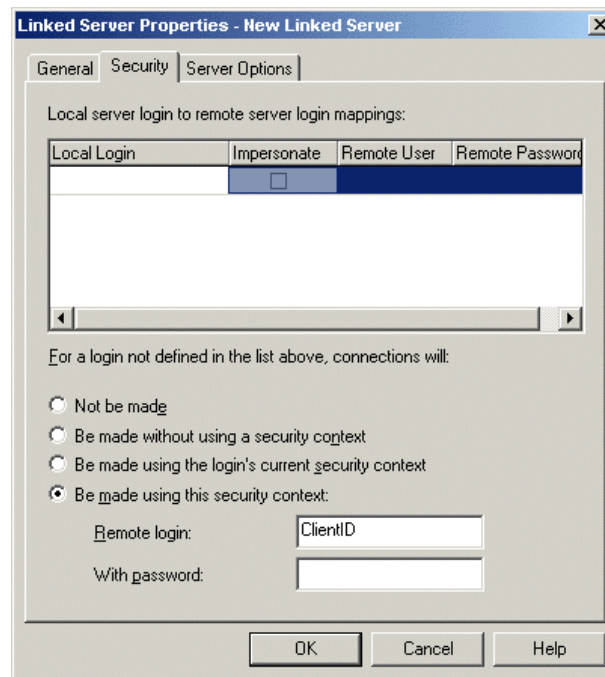 Linked Server Properties - New Linked Server
General Security Server Options
Local server login to remote server login mappings:
Local Login Impersonate Remote User Remote Password
For a login not defined in the list above, connections will:
Not be made
Be made without using a security context
Be made using the login's current security context
Be made using this security context:
Remote login: ClientID
With password:
OK Cancel Help